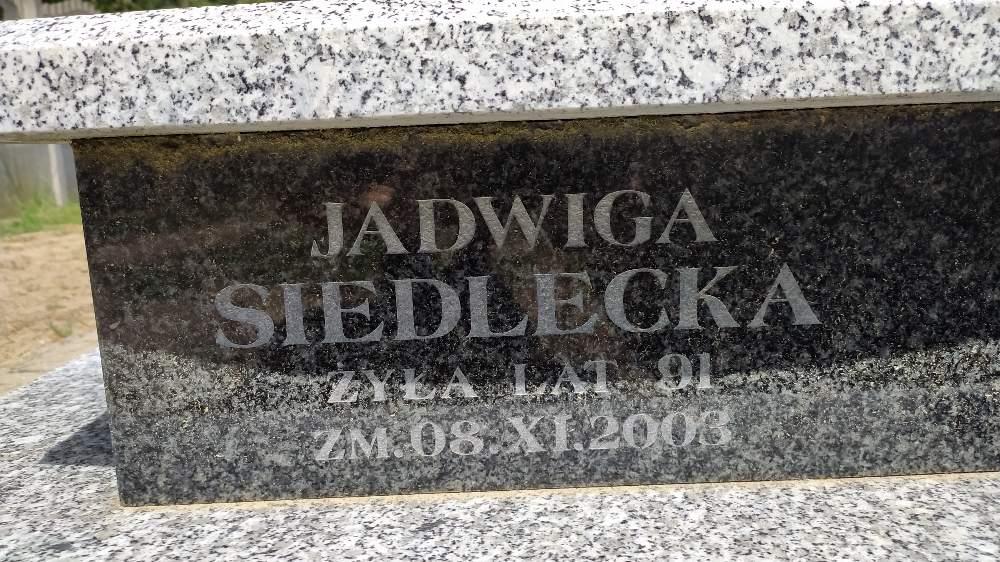 JADWIGA
SIEDLECKA
ŻYŁA LAT 91
ZM.08.XI.2003